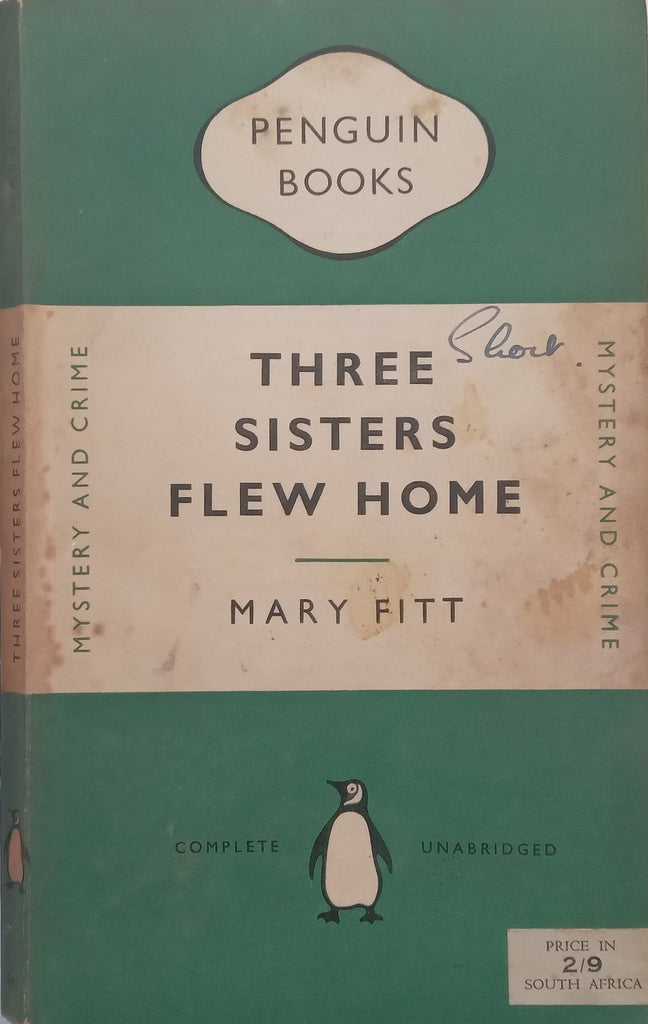 PENGUIN
BOOKS
THREE SISTERS FLEW HOME
MYSTERY AND CRIME
Short
THREE
SISTERS
FLEW HOME
MARY FITT
MYSTERY AND CRIME
COMPLETE
UNABRIDGED
PRICE IN
2/9
SOUTH AFRICA